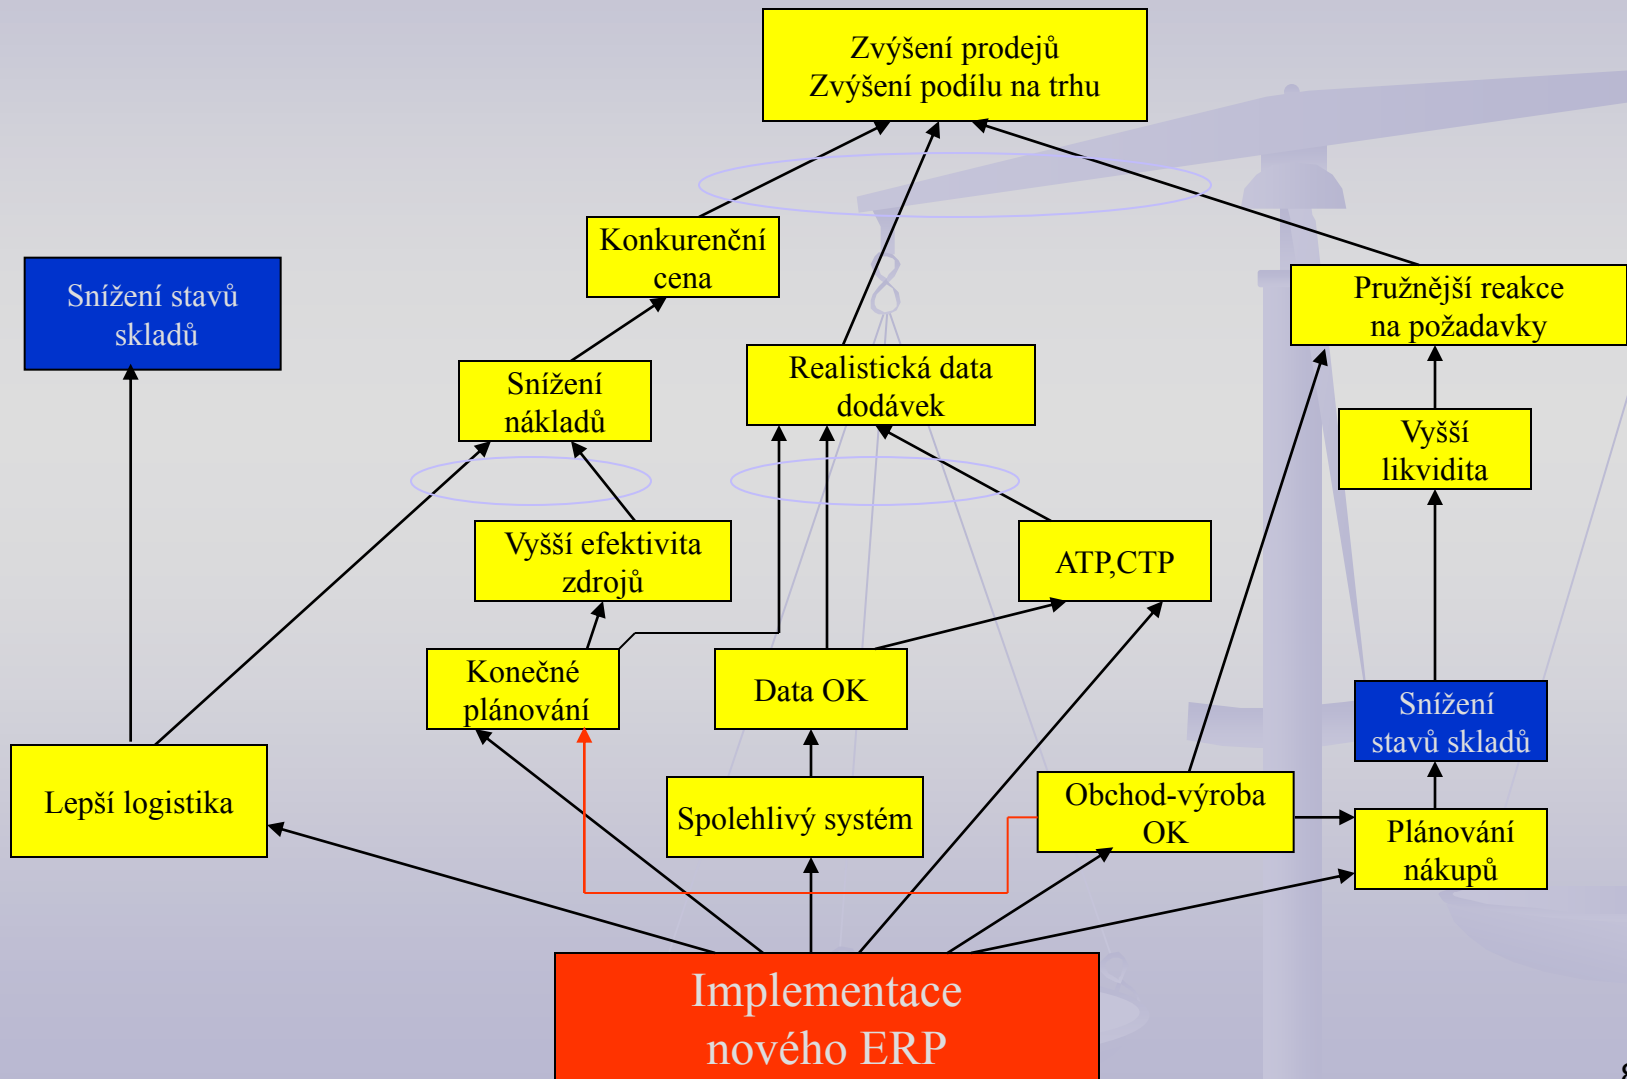 Zvýšení prodejů
Zvýšení podílu na trhu
Konkurenční
cena
Snížení stavů
skladů
Pružnější reakce
na požadavky
Snížení
nákladů
Realistická data
dodávek
Vyšší
likvidita
Vyšší efektivita
zdrojů
ATP,CTP
Konečné
plánování
Data OK
Snížení
stavů skladů
Lepší logistika
Spolehlivý systém
Obchod-výroba
OK
Plánování
nákupů
Implementace
nového ERP